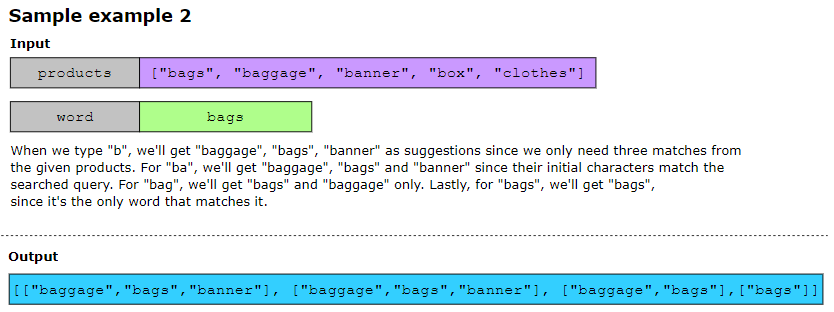 Sample example 2
Input
products ["bags", "baggage", "banner", "box", "clothes"]
word bags
When we type "b", we'll get "baggage", "bags", "banner" as suggestions since we only need three matches from
the given products. For "ba", we'll get "baggage", "bags" and "banner" since their initial characters match the
searched query. For "bag", we'll get "bags" and "baggage" only. Lastly, for "bags", we'll get "bags",
since it's the only word that matches it.
Output
[["baggage","bags","banner"], ["baggage","bags","banner"], ["baggage","bags"],["bags"]]